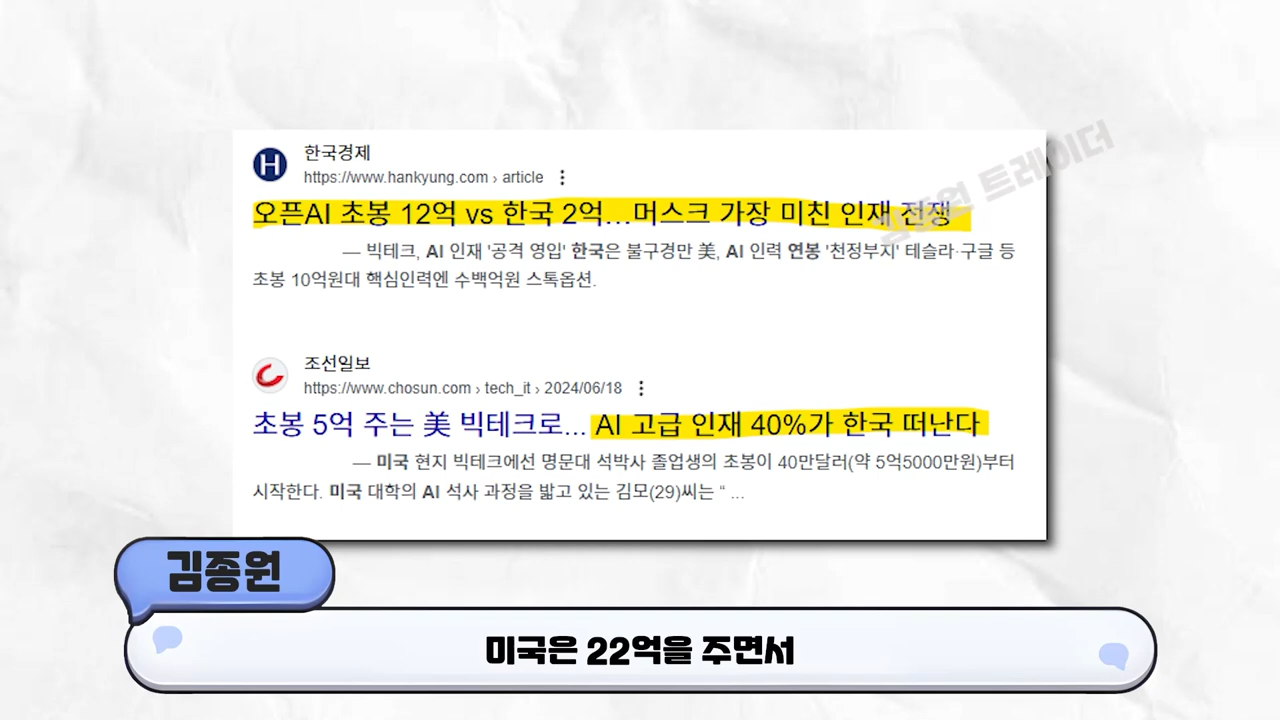 한국경제
https://www.hankyung.com › article
오픈AI 초봉 12억 vs 한국 2억...머스크 가장 미친 인재 전쟁
— 빅테크, AI 인재 '공격 영입' 한국은 불구경만 美, AI 인력 연봉 '천정부지' 테슬라·구글 등
초봉 10억원대 핵심인력엔 수백억원 스톡옵션.
조선일보
https://www.chosun.com › tech_it › 2024/06/18
초봉 5억 주는 美 빅테크로... AI 고급 인재 40%가 한국 떠난다
— 미국 현지 빅테크에선 명문대 석박사 졸업생의 초봉이 40만달러(약 5억5000만원)부터
시작한다. 미국 대학의 AI 석사 과정을 밟고 있는 김모(29)씨는 “ ...
김종원 트레이더
김종원
미국은 22억을 주면서